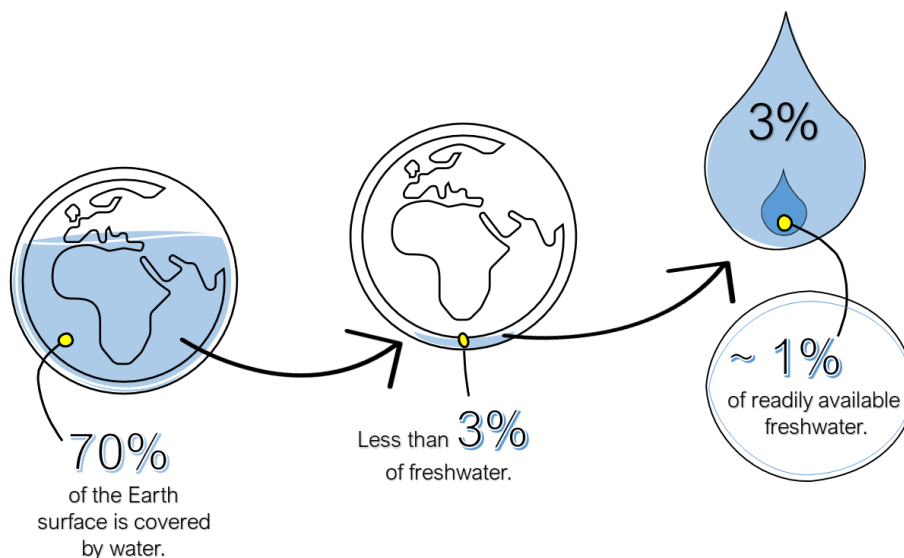 70%
of the Earth
surface is covered
by water.
Less than 3%
of freshwater.
3%
~ 1%
of readily available
freshwater.